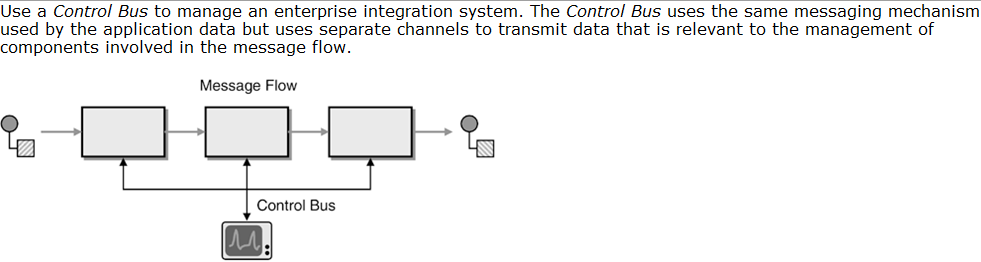 Use a Control Bus to manage an enterprise integration system. The Control Bus uses the same messaging mechanism
used by the application data but uses separate channels to transmit data that is relevant to the management of
components involved in the message flow.
Message Flow
Control Bus